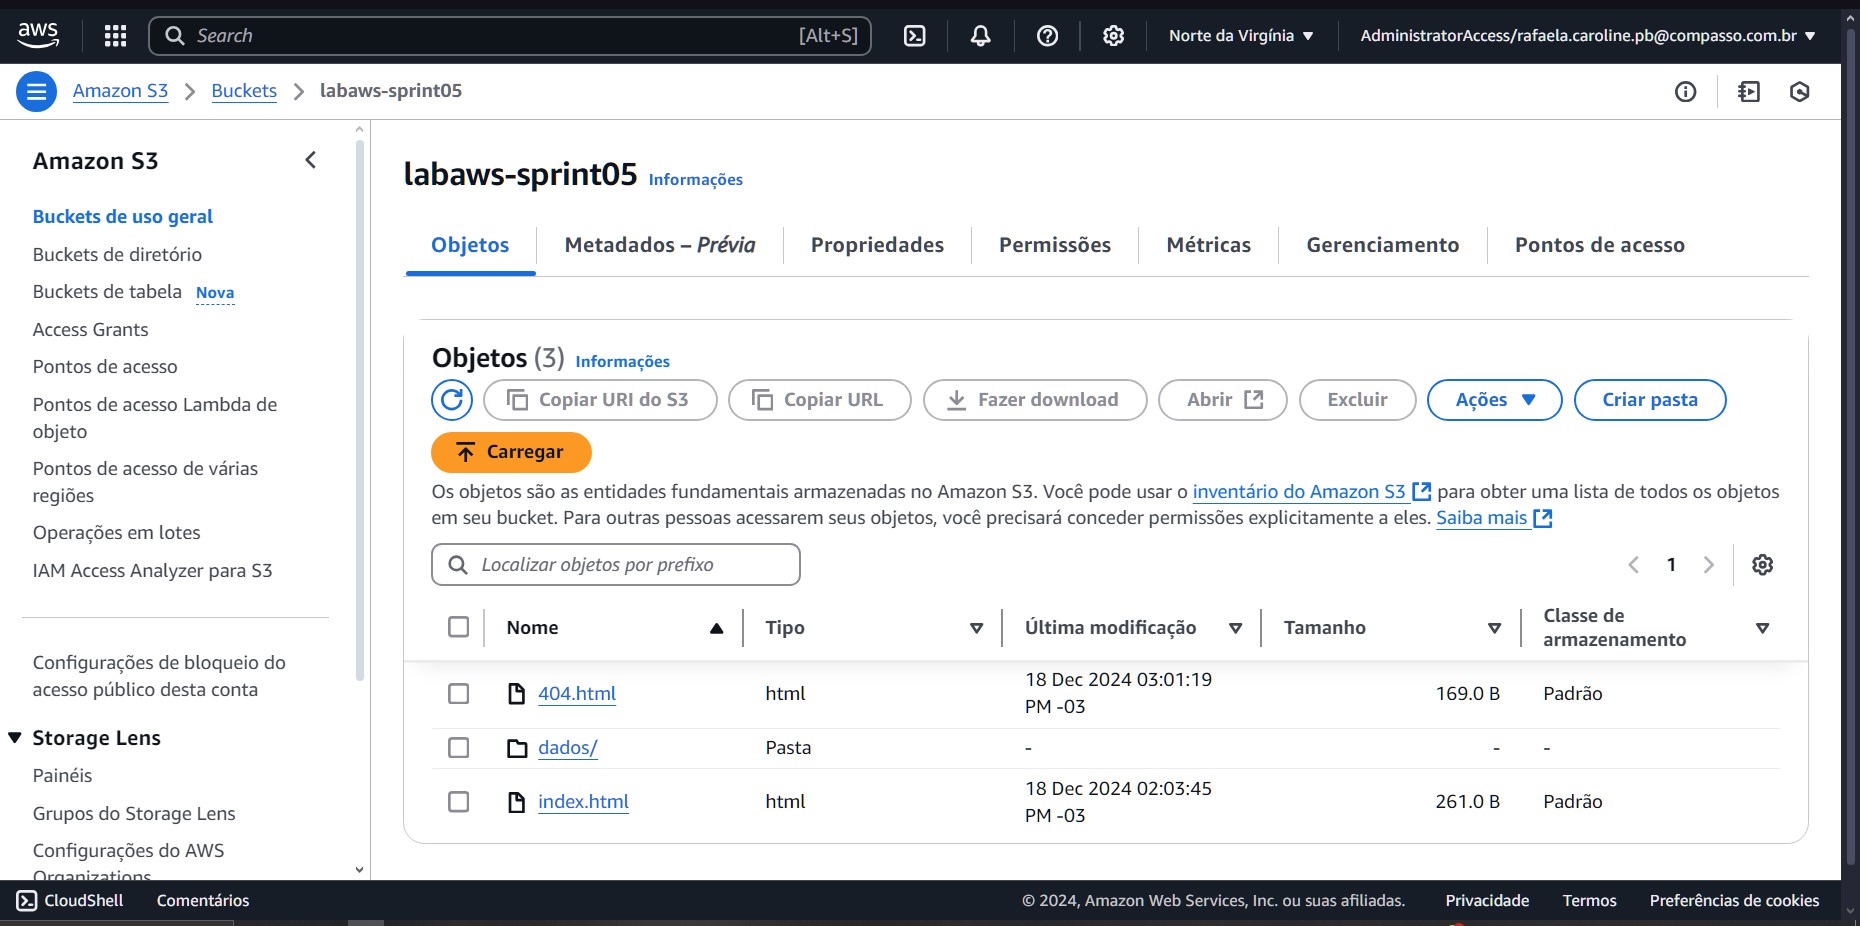 aws
Search
[Alt+S]
Norte da Virgínia
AdministratorAccess/rafaela.caroline.pb@compasso.com.br
Amazon S3
Buckets
labaws-sprint05
Amazon S3
Buckets de uso geral
Buckets de diretório
Buckets de tabela Nova
Access Grants
Pontos de acesso
Pontos de acesso Lambda de
objeto
Pontos de acesso de várias
regiões
Operações em lotes
IAM Access Analyzer para S3
Configurações de bloqueio do
acesso público desta conta
Storage Lens
Painéis
Grupos do Storage Lens
Configurações do AWS
Organizations
labaws-sprint05 Informações
Objetos
Metadados – Prévia
Propriedades
Permissões
Métricas
Gerenciamento
Pontos de acesso
Objetos (3) Informações
Copiar URI do S3
Copiar URL
Fazer download
Abrir
Excluir
Ações
Criar pasta
Carregar
Os objetos são as entidades fundamentais armazenadas no Amazon S3. Você pode usar o inventário do Amazon S3 para obter uma lista de todos os objetos
em seu bucket. Para outras pessoas acessarem seus objetos, você precisará conceder permissões explicitamente a eles. Saiba mais
Localizar objetos por prefixo
1
Nome
Tipo
Última modificação
Tamanho
Classe de
armazenamento
404.html
html
18 Dec 2024 03:01:19
PM -03
169.0 B
Padrão
dados/
Pasta
-
-
-
index.html
html
18 Dec 2024 02:03:45
PM -03
261.0 B
Padrão
CloudShell
Comentários
© 2024, Amazon Web Services, Inc. ou suas afiliadas.
Privacidade
Termos
Preferências de cookies